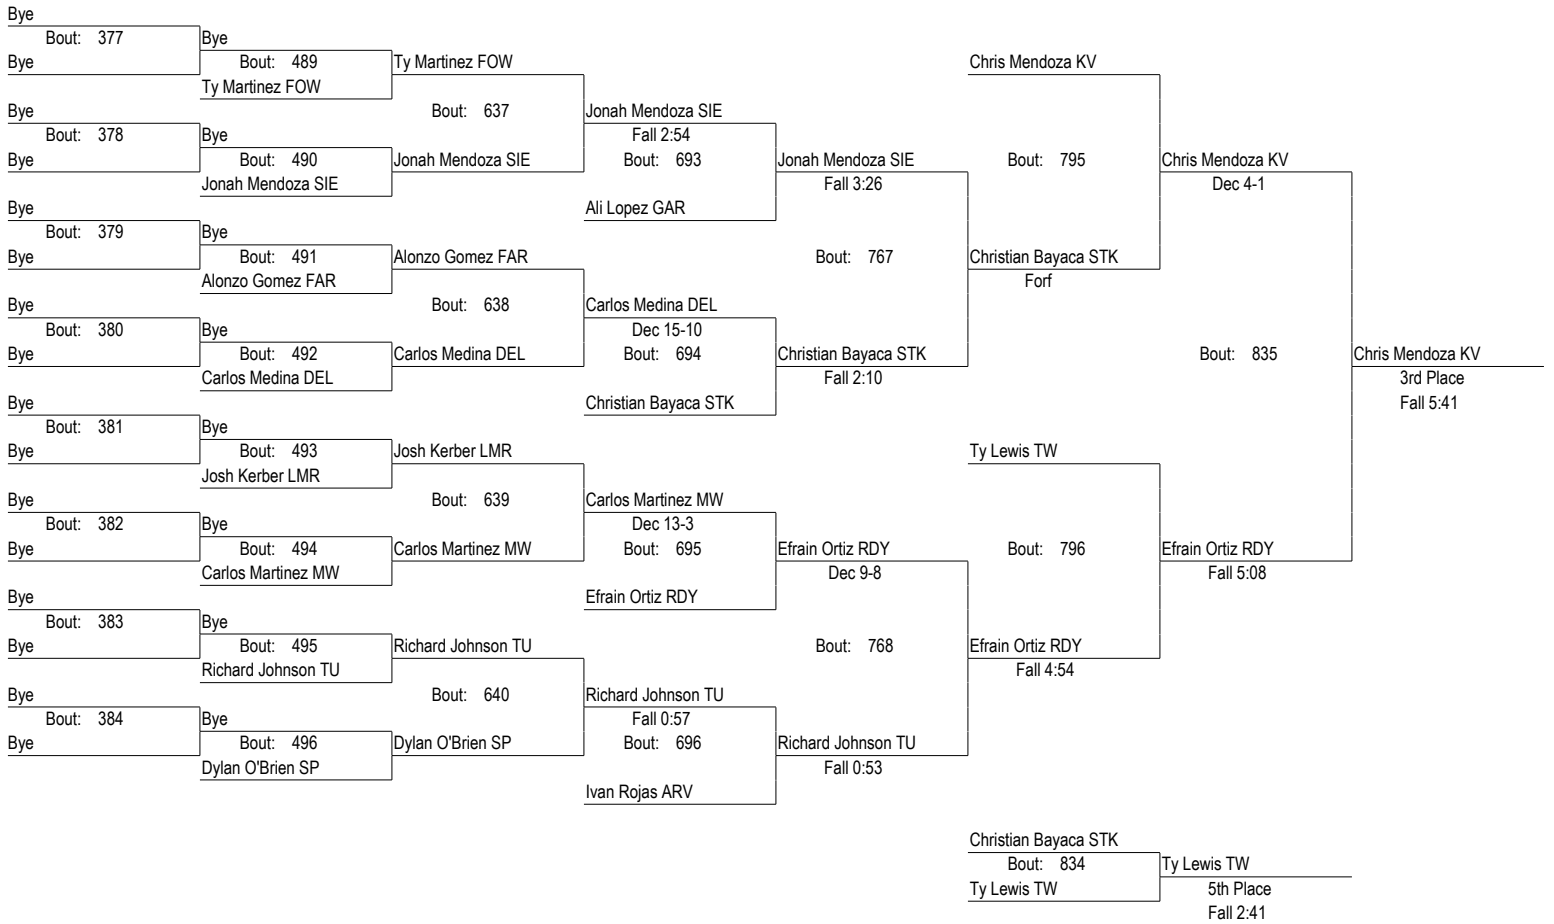 Bye
Bout: 377
Bye
Bye
Bout: 489
Ty Martinez FOW
Ty Martinez FOW
Chris Mendoza KV
Bye
Bout: 637
Jonah Mendoza SIE
Bout: 378
Bye
Fall 2:54
Bye
Bout: 490
Jonah Mendoza SIE
Bout: 693
Jonah Mendoza SIE
Bout: 795
Chris Mendoza KV
Jonah Mendoza SIE
Fall 3:26
Dec 4-1
Bye
Ali Lopez GAR
Bout: 379
Bye
Bye
Bout: 491
Alonzo Gomez FAR
Bout: 767
Christian Bayaca STK
Alonzo Gomez FAR
Forf
Bye
Bout: 638
Carlos Medina DEL
Bout: 380
Bye
Dec 15-10
Bye
Bout: 492
Carlos Medina DEL
Bout: 694
Christian Bayaca STK
Bout: 835
Chris Mendoza KV
Carlos Medina DEL
Fall 2:10
3rd Place
Bye
Christian Bayaca STK
Fall 5:41
Bout: 381
Bye
Bye
Bout: 493
Josh Kerber LMR
Ty Lewis TW
Josh Kerber LMR
Bye
Bout: 639
Carlos Martinez MW
Bout: 382
Bye
Dec 13-3
Bye
Bout: 494
Carlos Martinez MW
Bout: 695
Efrain Ortiz RDY
Bout: 796
Efrain Ortiz RDY
Carlos Martinez MW
Dec 9-8
Fall 5:08
Bye
Efrain Ortiz RDY
Bout: 383
Bye
Bye
Bout: 495
Richard Johnson TU
Bout: 768
Efrain Ortiz RDY
Richard Johnson TU
Fall 4:54
Bye
Bout: 640
Richard Johnson TU
Bout: 384
Bye
Fall 0:57
Bye
Bout: 496
Dylan O'Brien SP
Bout: 696
Richard Johnson TU
Dylan O'Brien SP
Fall 0:53
Ivan Rojas ARV
Christian Bayaca STK
Bout: 834
Ty Lewis TW
Ty Lewis TW
5th Place
Fall 2:41